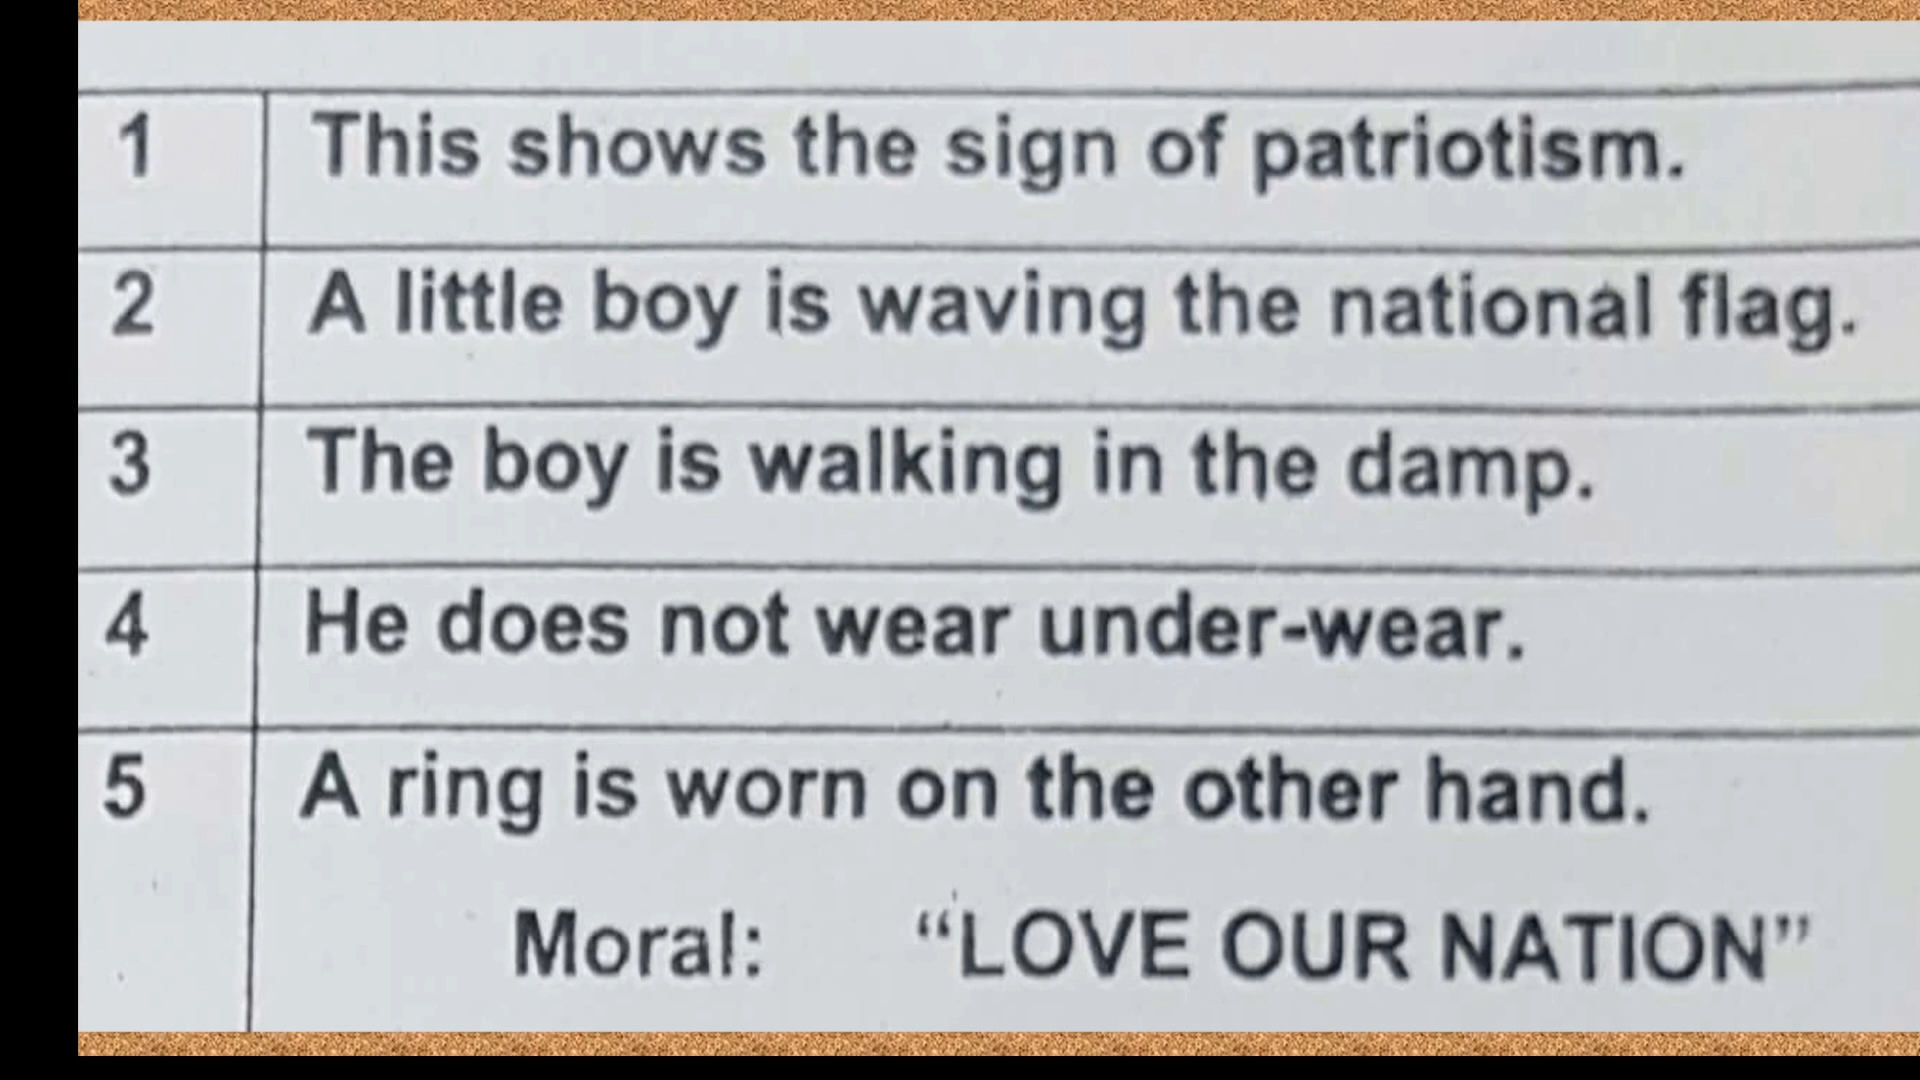 1 This shows the sign of patriotism.
2 A little boy is waving the national flag.
3 The boy is walking in the damp.
4 He does not wear under-wear.
5 A ring is worn on the other hand.
Moral: “LOVE OUR NATION”